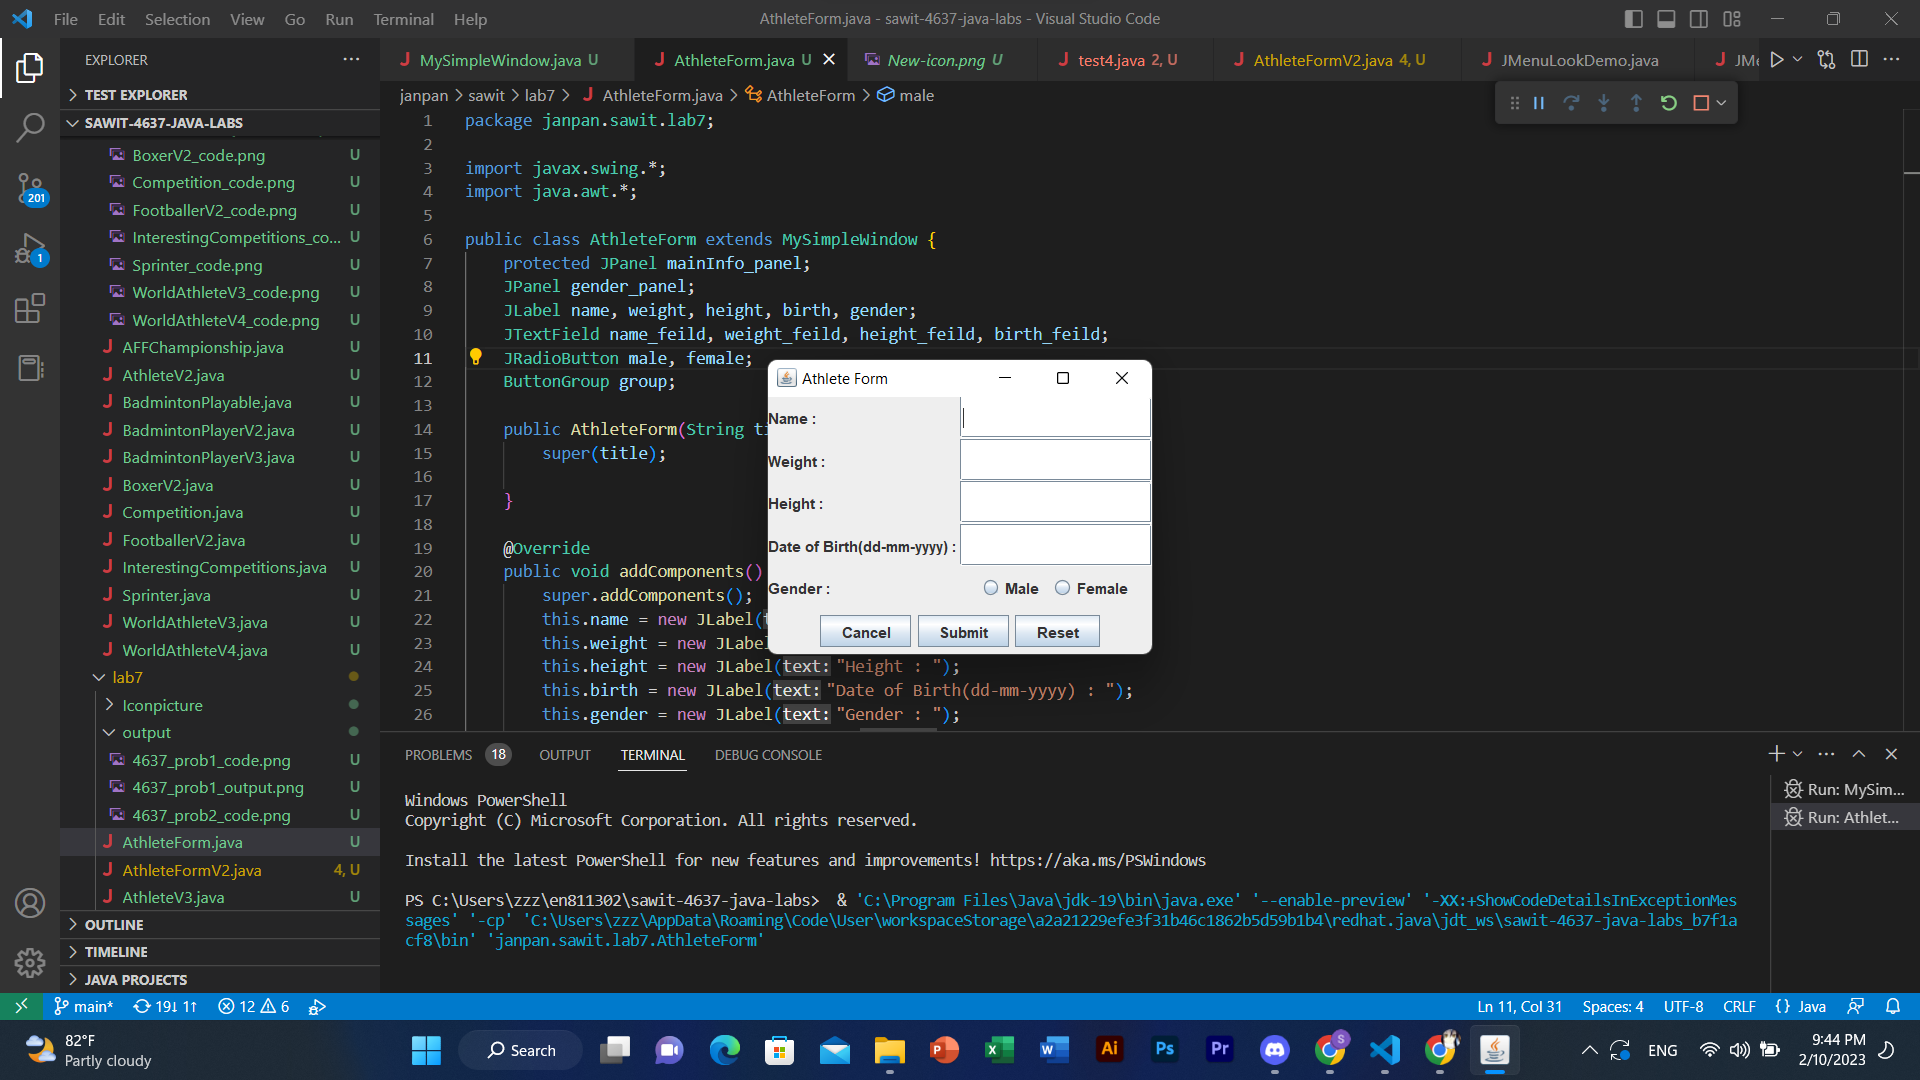 File Edit Selection View Go Run Terminal Help
AthleteForm.java - sawit-4637-java-labs - Visual Studio Code
EXPLORER
TEST EXPLORER
SAWIT-4637-JAVA-LABS
BoxerV2_code.png U
Competition_code.png U
FootballerV2_code.png U
InterestingCompetitions_co... U
Sprinter_code.png U
WorldAthleteV3_code.png U
WorldAthleteV4_code.png U
AFFChampionship.java U
AthleteV2.java U
BadmintonPlayable.java U
BadmintonPlayerV2.java U
BadmintonPlayerV3.java U
BoxerV2.java U
Competition.java U
FootballerV2.java U
InterestingCompetitions.java U
Sprinter.java U
WorldAthleteV3.java U
WorldAthleteV4.java U
lab7
Iconpicture
output
4637_prob1_code.png U
4637_prob1_output.png U
4637_prob2_code.png U
AthleteForm.java U
AthleteFormV2.java 4, U
AthleteV3.java U
OUTLINE
TIMELINE
JAVA PROJECTS
201
1
MySimpleWindow.java U
AthleteForm.java U
New-icon.png U
test4.java 2, U
AthleteFormV2.java 4, U
JMenuLookDemo.java
JMe
janpan > sawit > lab7 > AthleteForm.java > AthleteForm > male
1 package janpan.sawit.lab7;
2
3 import javax.swing.*;
4 import java.awt.*;
5
6 public class AthleteForm extends MySimpleWindow {
7 protected JPanel mainInfo_panel;
8 JPanel gender_panel;
9 JLabel name, weight, height, birth, gender;
10 JTextField name_feild, weight_feild, height_feild, birth_feild;
11 JRadioButton male, female;
12 ButtonGroup group;
13
14 public AthleteForm(String ti
15 super(title);
16
17 }
18
19 @Override
20 public void addComponents()
21 super.addComponents();
22 this.name = new JLabel(
23 this.weight = new JLabel
24 this.height = new JLabel(text: "Height : ");
25 this.birth = new JLabel(text: "Date of Birth(dd-mm-yyyy) : ");
26 this.gender = new JLabel(text: "Gender : ");
Athlete Form
Name :
Weight :
Height :
Date of Birth(dd-mm-yyyy) :
Gender : Male Female
Cancel Submit Reset
PROBLEMS 18 OUTPUT TERMINAL DEBUG CONSOLE
Windows PowerShell
Copyright (C) Microsoft Corporation. All rights reserved.
Install the latest PowerShell for new features and improvements! https://aka.ms/PSWindows
PS C:\Users\zzz\en811302\sawit-4637-java-labs> & 'C:\Program Files\Java\jdk-19\bin\java.exe' '--enable-preview' '-XX:+ShowCodeDetailsInExceptionMes
sages' '-cp' 'C:\Users\zzz\AppData\Roaming\Code\User\workspaceStorage\a2a21229efe3f31b46c1862b5d59b1b4\redhat.java\jdt_ws\sawit-4637-java-labs_b7f1a
cf8\bin' 'janpan.sawit.lab7.AthleteForm'
Run: MySim...
Run: Athlet...
main* 19↓ 1↑ 12 6
Ln 11, Col 31 Spaces: 4 UTF-8 CRLF {} Java
82°F
Partly cloudy
Search
P
X
W
Ai
Ps
Pr
S
ENG
9:44 PM
2/10/2023